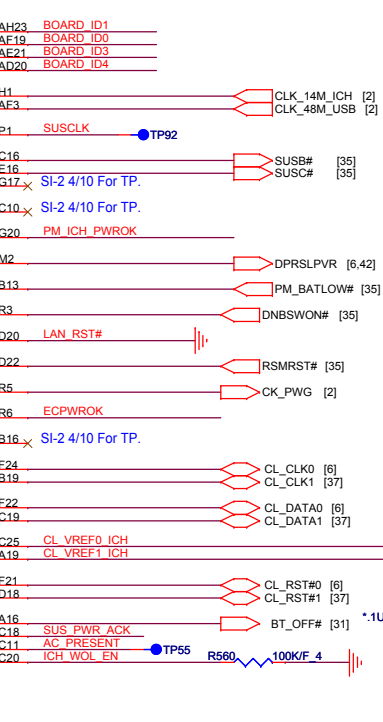 AH23 BOARD_ID1
AF19 BOARD_ID0
AE21 BOARD_ID3
AD20 BOARD_ID4
H1 CLK_14M_ICH [2]
AF3 CLK_48M_USB [2]
P1 SUSCLK TP92
C16 SUSB# [35]
E16 SUSC# [35]
G17 SI-2 4/10 For TP.
C10 SI-2 4/10 For TP.
G20 PM_ICH_PWROK
M2 DPRSLPVR [6,42]
B13 PM_BATLOW# [35]
R3 DNBSWON# [35]
D20 LAN_RST#
D22 RSMRST# [35]
R5 CK_PWG [2]
R6 ECPWROK
B16 SI-2 4/10 For TP.
F24 CL_CLK0 [6]
B19 CL_CLK1 [37]
F22 CL_DATA0 [6]
C19 CL_DATA1 [37]
C25 CL_VREF0_ICH
A19 CL_VREF1_ICH
F21 CL_RST#0 [6]
D18 CL_RST#1 [37]
A16 BT_OFF# [31] *.1U
C18 SUS_PWR_ACK
C11 AC_PRESENT TP55
C20 ICH_WOL_EN R560 100K/F_4